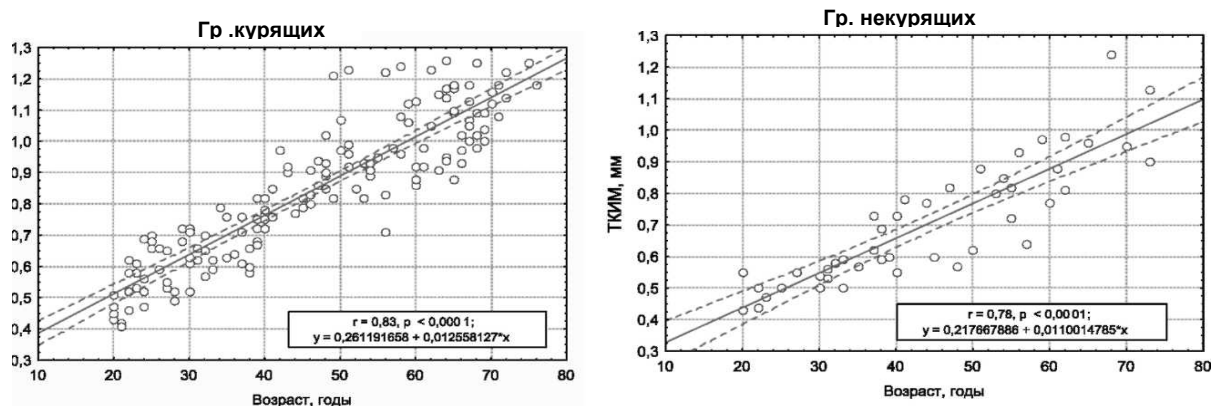 Гр .курящих
1,3
1,2
1,1
1,0
0,9
0,8
0,7
0,6
0,5
0,4
0,3
r = 0,83, p < 0,000 1;
y = 0,261191658 + 0,012558127*x
10 20 30 40 50 60 70 80
Возраст, годы
Гр. некурящих
ТКИМ, мм
1,3
1,2
1,1
1,0
0,9
0,8
0,7
0,6
0,5
0,4
0,3
r = 0,78, p < 0,00 01;
y = 0,217667886 + 0,0110014785*x
10 20 30 40 50 60 70 80
Возраст, годы